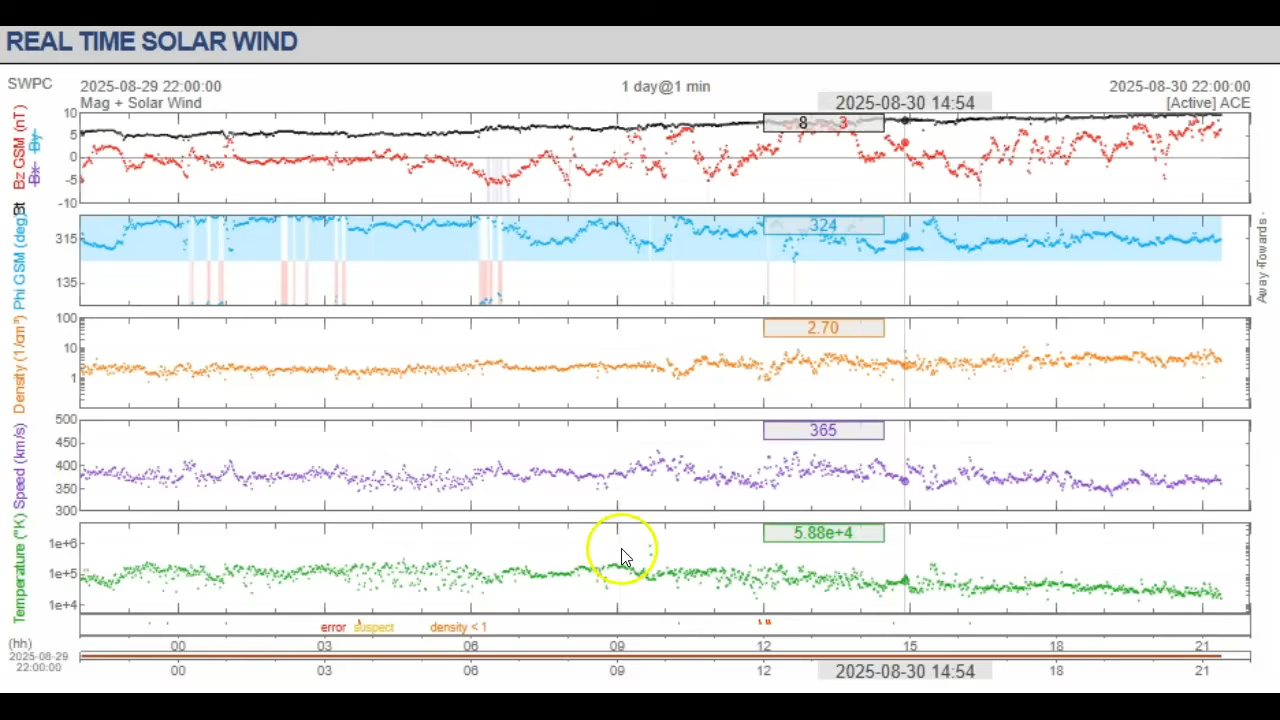 REAL TIME SOLAR WIND
SWPC
2025-08-29 22:00:00
1 day@1 min
2025-08-30 22:00:00
Mag + Solar Wind
2025-08-30 14:54
[Active] ACE
Bt Bz GSM (nT)
Bx By
10
5
0
-5
-10
8 3
Phi GSM (deg)
315
135
324
Away+ Towards -
Density (1/cm³)
100
10
1
2.70
Speed (km/s)
500
450
400
350
300
365
Temperature (°K)
1e+6
1e+5
1e+4
5.88e+4
error suspect density < 1
(hh)
00 03 06 09 12 15 18 21
2025-08-29
22:00:00
00 03 06 09 12 2025-08-30 14:54 18 21